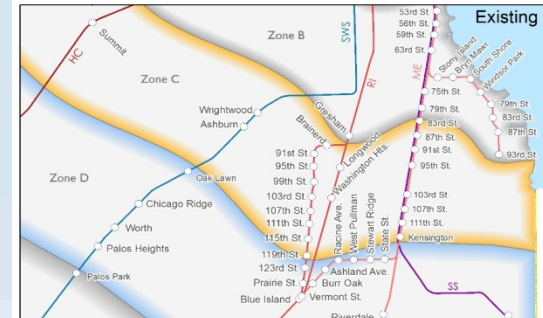 Existing
53rd St.
56th St.
59th St.
63rd St.
Zone B
SWS
RI
ME
HC
Summit
Zone C
Stony Island
Bryn Mawr
South Shore
Windsor Park
75th St.
79th St.
83rd St.
87th St.
91st St.
95th St.
79th St.
83rd St.
87th St.
93rd St.
Wrightwood
Ashburn
Gresham
Brainerd
Longwood
Washington Hts.
91st St.
95th St.
99th St.
103rd St.
107th St.
111th St.
115th St.
119th St.
123rd St.
Prairie St.
Blue Island
Vermont St.
Burr Oak
Ashland Ave.
Racine Ave.
West Pullman
Stewart Ridge
State St.
103rd St.
107th St.
111th St.
Kensington
Zone D
Oak Lawn
Chicago Ridge
Worth
Palos Heights
Palos Park
SS
Riverdale